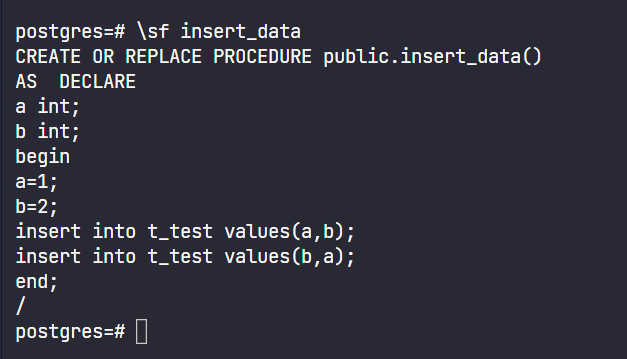 postgres=# \sf insert_data
CREATE OR REPLACE PROCEDURE public.insert_data()
AS  DECLARE
a int;
b int;
begin
a=1;
b=2;
insert into t_test values(a,b);
insert into t_test values(b,a);
end;
/
postgres=#